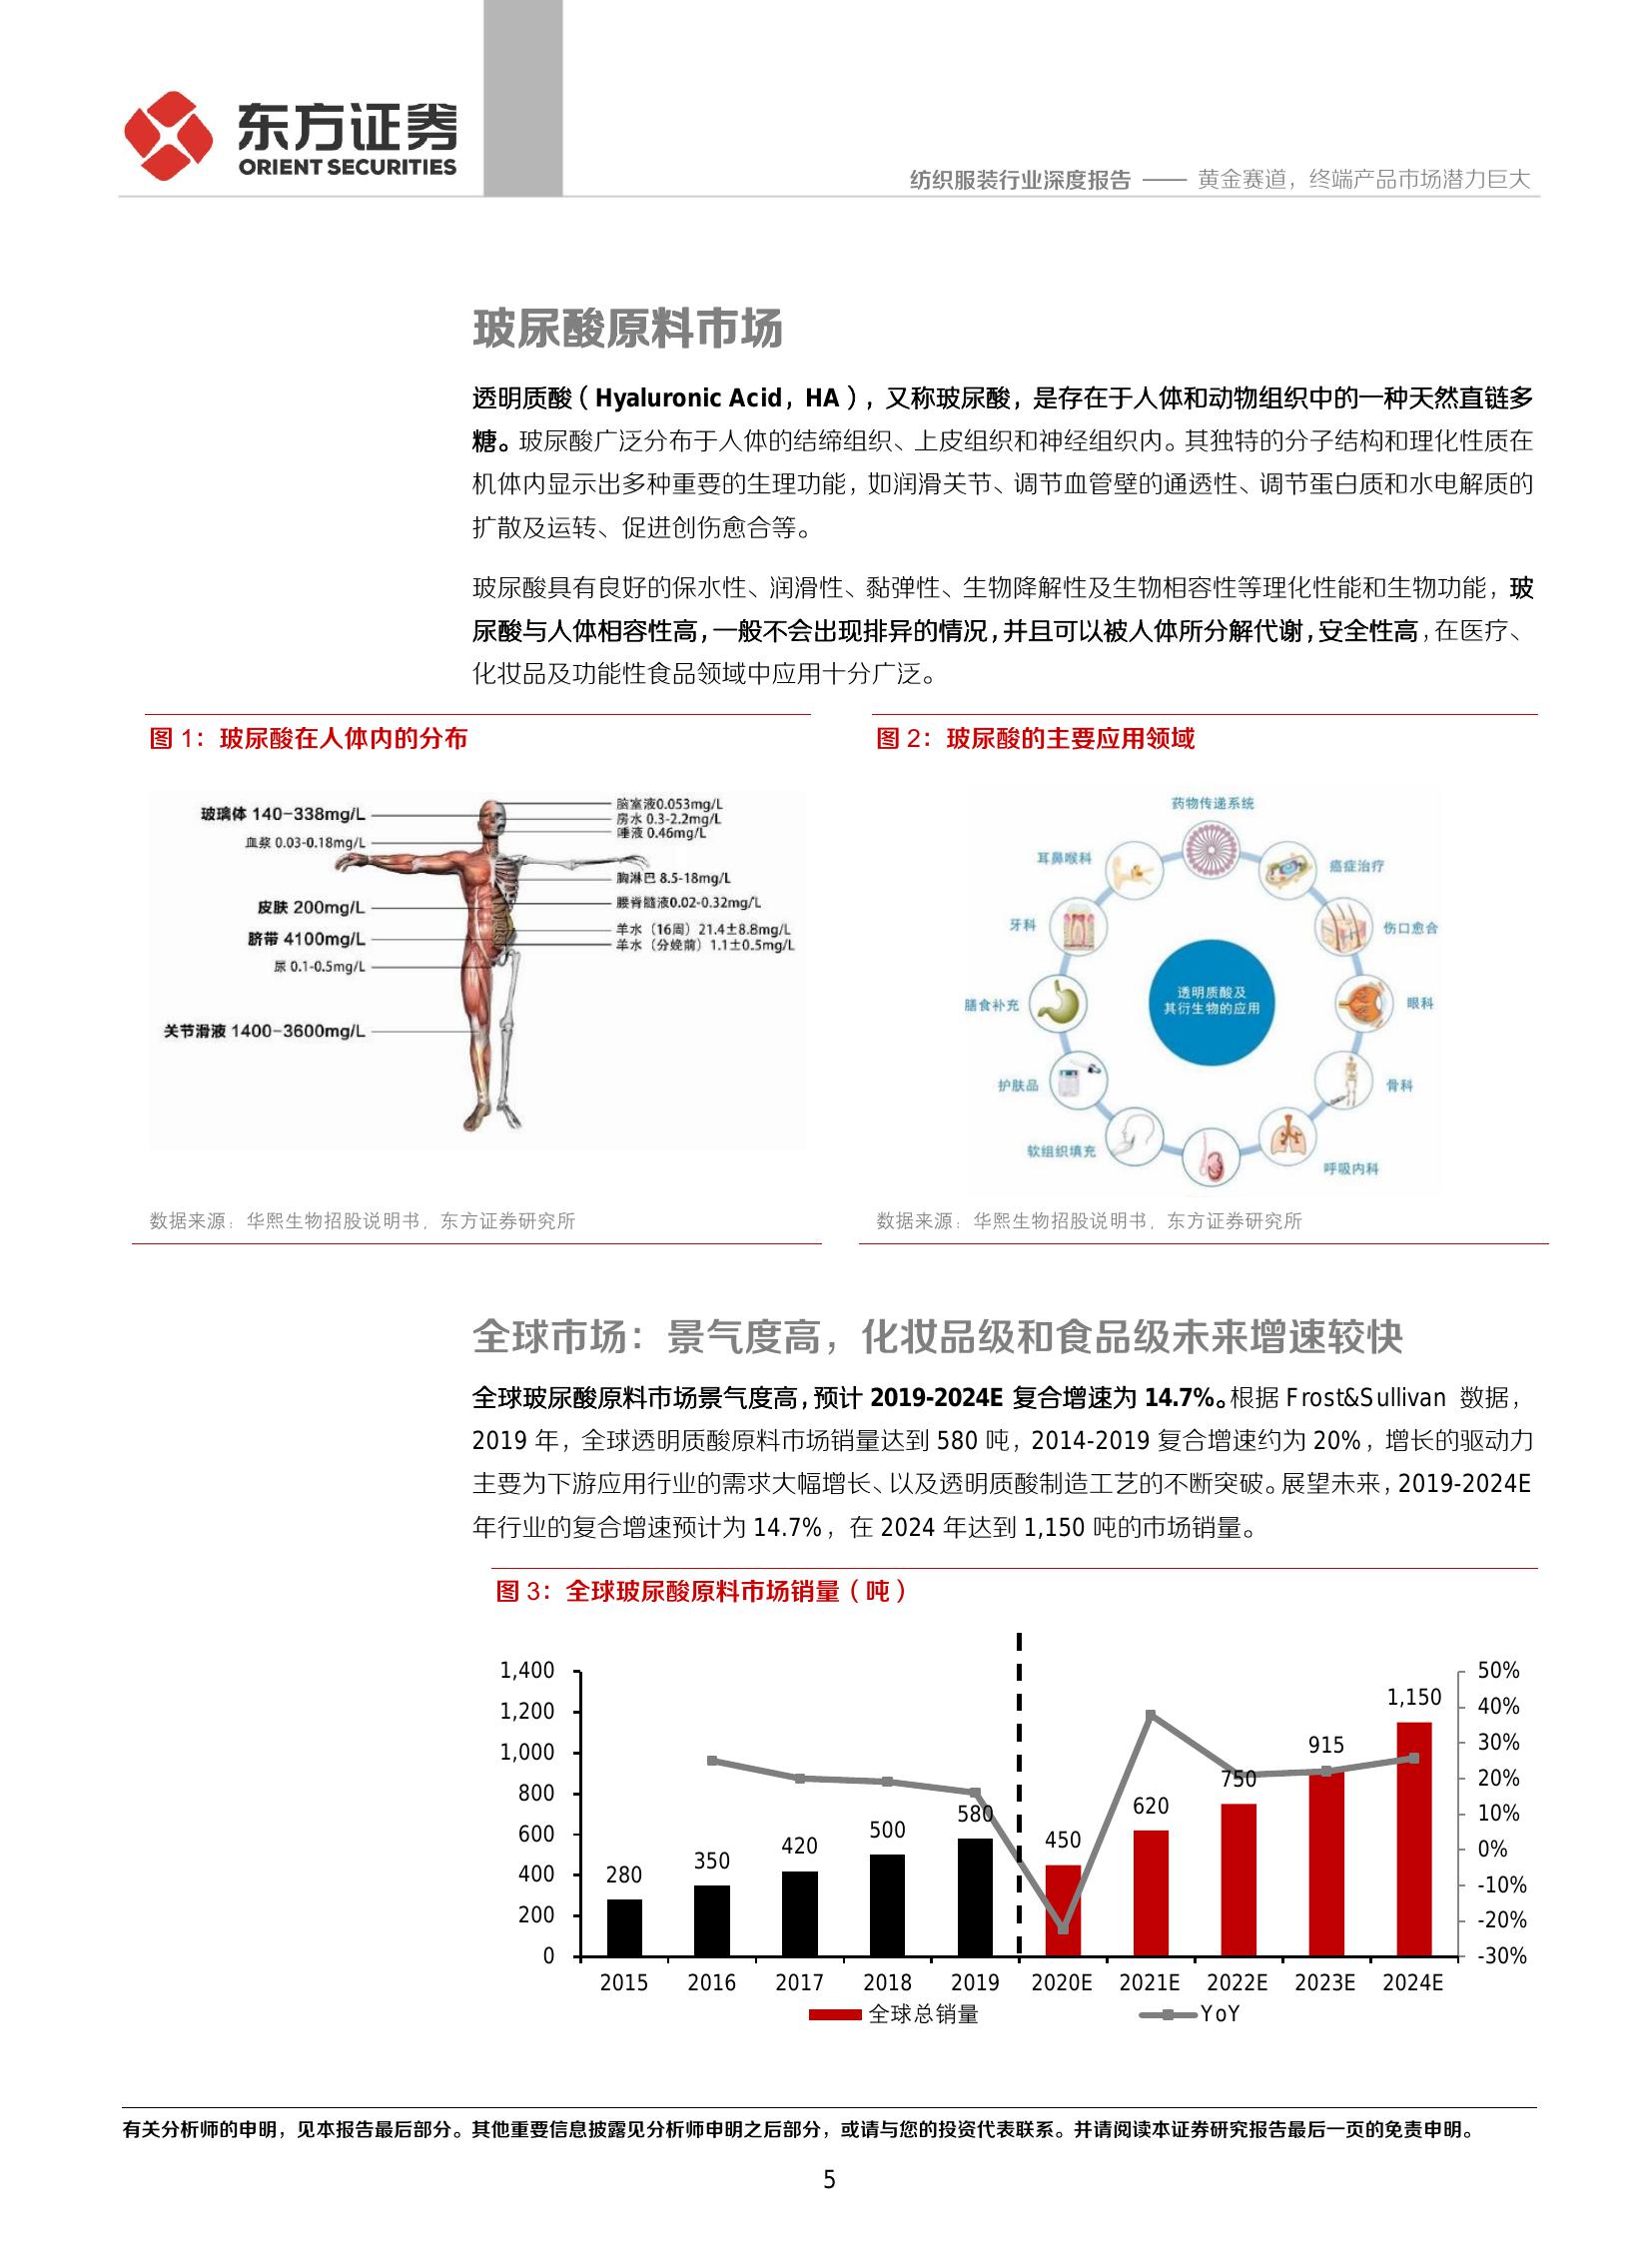 东方证券
ORIENT SECURITIES
纺织服装行业深度报告 —— 黄金赛道，终端产品市场潜力巨大
玻尿酸原料市场
透明质酸（Hyaluronic Acid，HA），又称玻尿酸，是存在于人体和动物组织中的一种天然直链多
糖。玻尿酸广泛分布于人体的结缔组织、上皮组织和神经组织内。其独特的分子结构和理化性质在
机体内显示出多种重要的生理功能，如润滑关节、调节血管壁的通透性、调节蛋白质和水电解质的
扩散及运转、促进创伤愈合等。
玻尿酸具有良好的保水性、润滑性、黏弹性、生物降解性及生物相容性等理化性能和生物功能，玻
尿酸与人体相容性高，一般不会出现排异的情况，并且可以被人体所分解代谢，安全性高，在医疗、
化妆品及功能性食品领域中应用十分广泛。
图 1：玻尿酸在人体内的分布
玻璃体 140-338mg/L
血浆 0.03-0.18mg/L
皮肤 200mg/L
脐带 4100mg/L
尿 0.1-0.5mg/L
关节滑液 1400-3600mg/L
脑室液0.053mg/L
房水 0.3-2.2mg/L
唾液 0.46mg/L
胸淋巴 8.5-18mg/L
腰脊髓液0.02-0.32mg/L
羊水（16周）21.4±8.8mg/L
羊水（分娩前）1.1±0.5mg/L
数据来源：华熙生物招股说明书，东方证券研究所
图 2：玻尿酸的主要应用领域
药物传递系统
耳鼻喉科
癌症治疗
牙科
伤口愈合
透明质酸及
其衍生物的应用
膳食补充
眼科
护肤品
骨科
软组织填充
呼吸内科
数据来源：华熙生物招股说明书，东方证券研究所
全球市场：景气度高，化妆品级和食品级未来增速较快
全球玻尿酸原料市场景气度高，预计 2019-2024E 复合增速为 14.7%。根据 Frost&Sullivan 数据，
2019 年，全球透明质酸原料市场销量达到 580 吨，2014-2019 复合增速约为 20%，增长的驱动力
主要为下游应用行业的需求大幅增长、以及透明质酸制造工艺的不断突破。展望未来，2019-2024E
年行业的复合增速预计为 14.7%，在 2024 年达到 1,150 吨的市场销量。
图 3：全球玻尿酸原料市场销量（吨）
1,400
1,200
1,000
800
600
400
200
0
280
350
420
500
580
450
620
750
915
1,150
50%
40%
30%
20%
10%
0%
-10%
-20%
-30%
2015 2016 2017 2018 2019 2020E 2021E 2022E 2023E 2024E
全球总销量 YoY
有关分析师的申明，见本报告最后部分。其他重要信息披露见分析师申明之后部分，或请与您的投资代表联系。并请阅读本证券研究报告最后一页的免责申明。
5